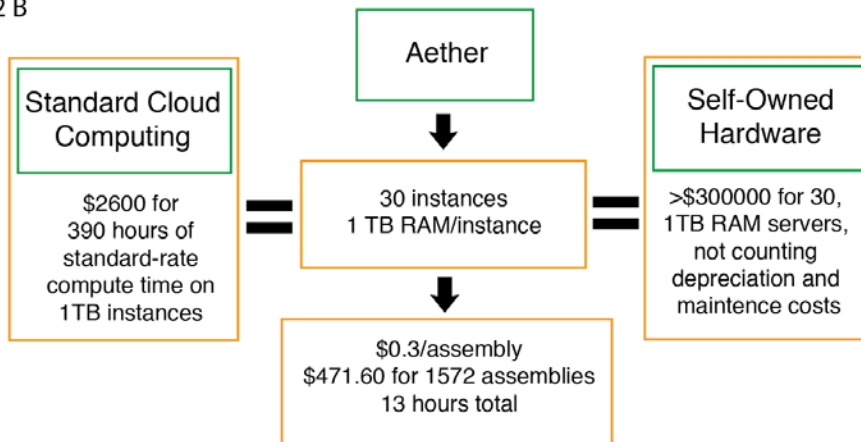 2 B
Aether
Standard Cloud
Computing
$2600 for
390 hours of
standard-rate
compute time on
1TB instances
30 instances
1 TB RAM/instance
Self-Owned
Hardware
>$300000 for 30,
1TB RAM servers,
not counting
depreciation and
maintence costs
$0.3/assembly
$471.60 for 1572 assemblies
13 hours total